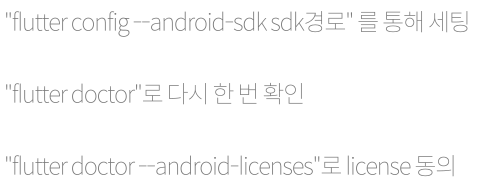 "flutter config --android-sdk sdk경로" 를 통해 세팅
"flutter doctor"로 다시 한 번 확인
"flutter doctor --android-licenses"로 license 동의